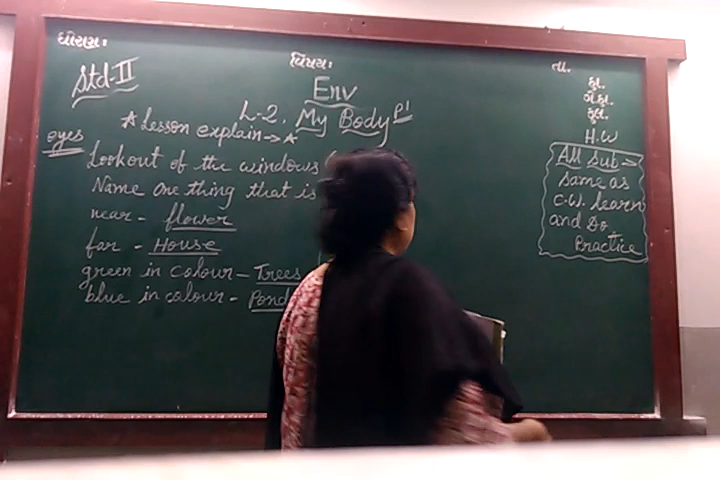 ધોરણઃ
વિષયઃ
તા.
Std-II
Env
L-2. My Body P1
* Lesson explain→*
eyes
Lookout of the windows
Name one thing that is
near - flower
far - House
green in colour - Trees
blue in colour - Pond
H.W
All Sub→
Same as
C.W. learn
and Do
Practice